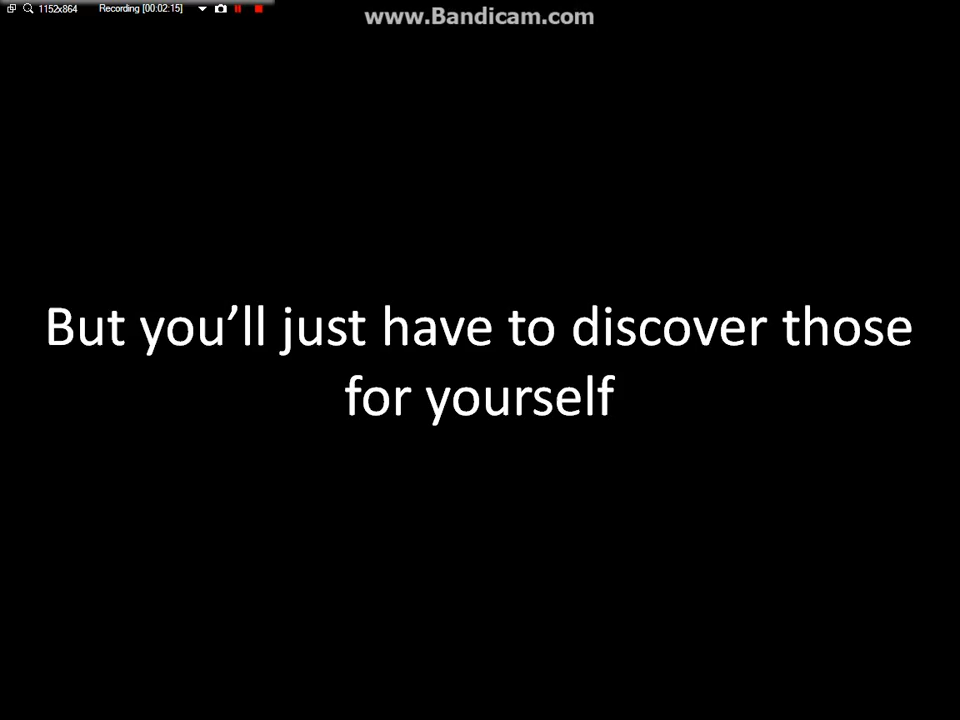 1152x864 Recording [00:02:15]
www.Bandicam.com
But you’ll just have to discover those
for yourself